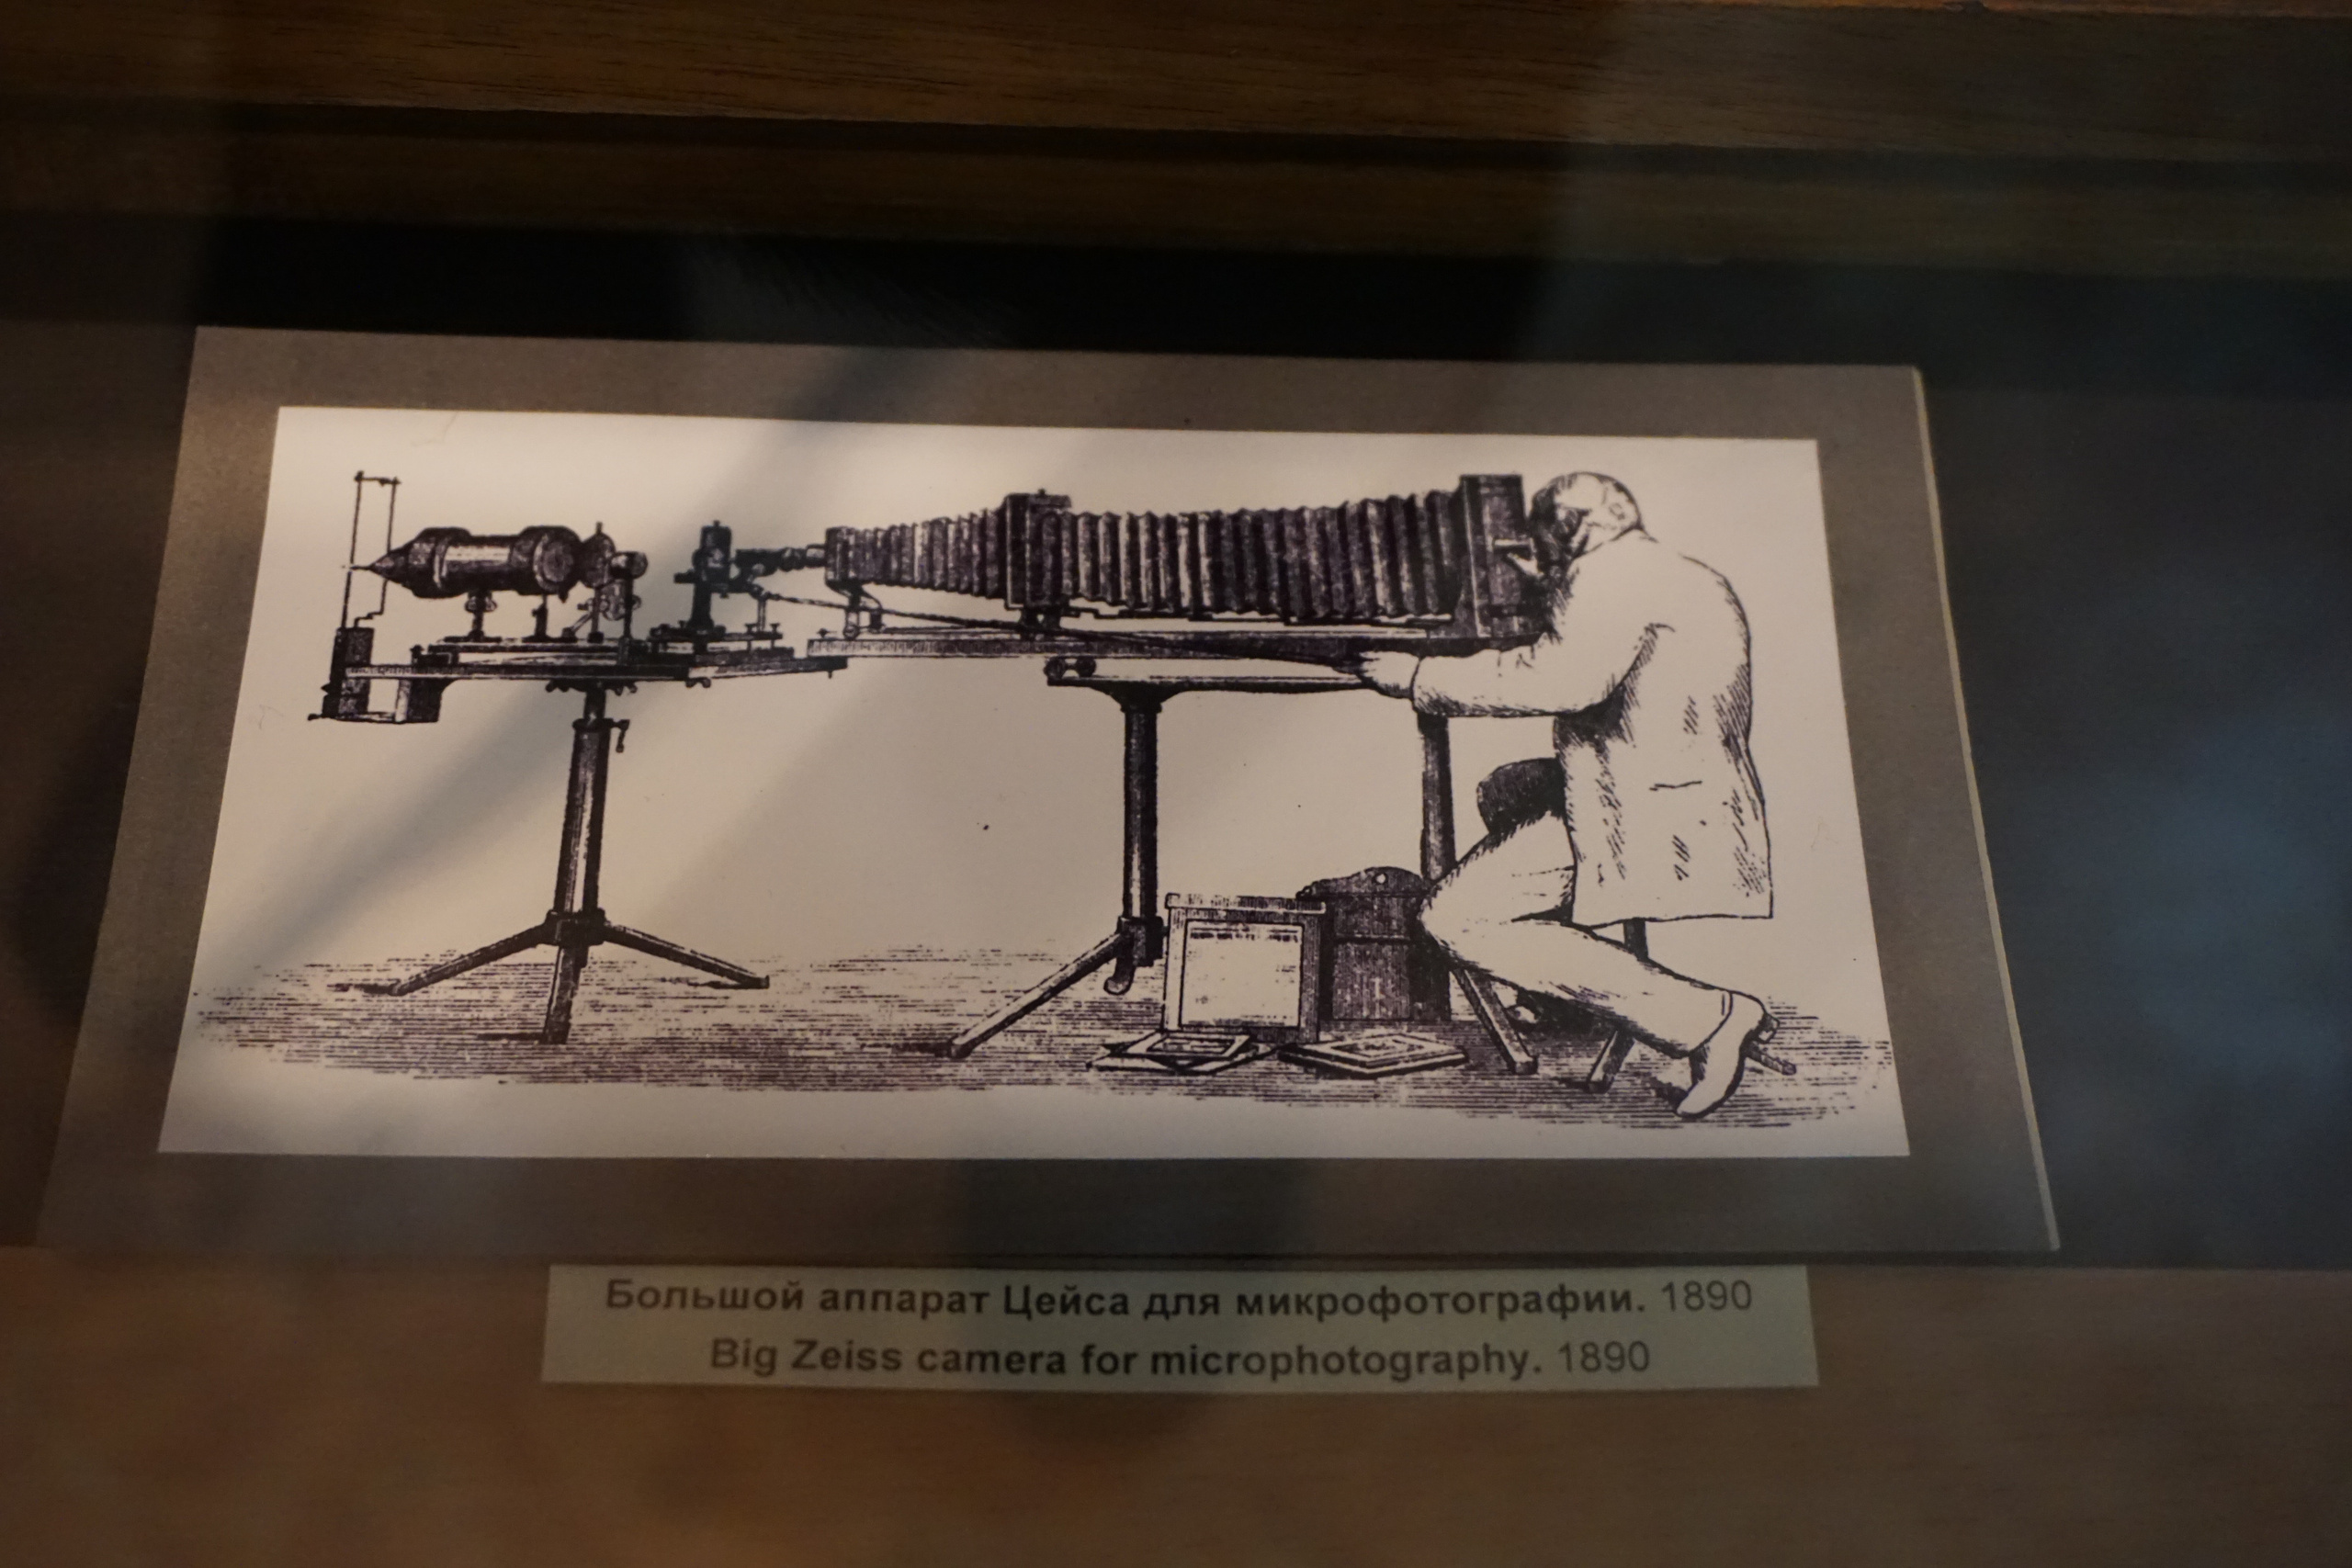 Большой аппарат Цейса для микрофотографии. 1890
Big Zeiss camera for microphotography. 1890